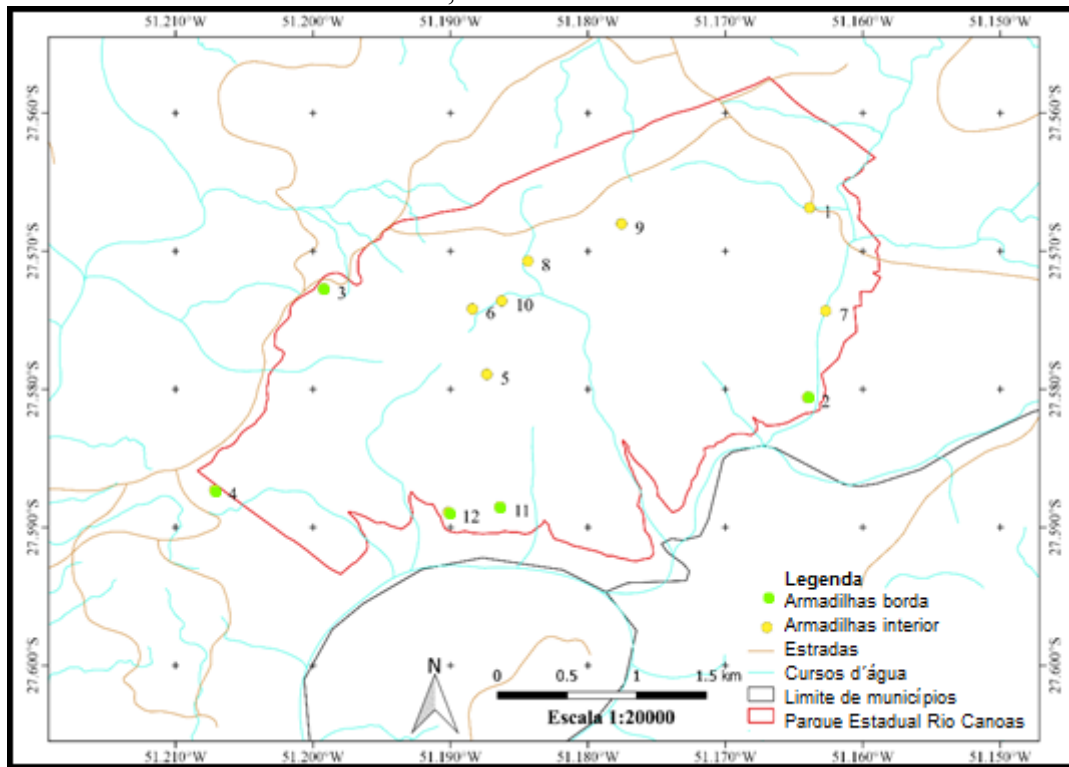 51.210°W 51.200°W 51.190°W 51.180°W 51.170°W 51.160°W 51.150°W
27.560°S 27.560°S
1
9
27.570°S 27.570°S
8
3
10
6
7
5
27.580°S 27.580°S
2
4
11
12
27.590°S 27.590°S
Legenda
Armadilhas borda
Armadilhas interior
Estradas
Cursos d´água
Limite de municípios
Parque Estadual Rio Canoas
N
0 0.5 1 1.5 km
Escala 1:20000
27.600°S 27.600°S
51.210°W 51.200°W 51.190°W 51.180°W 51.170°W 51.160°W 51.150°W